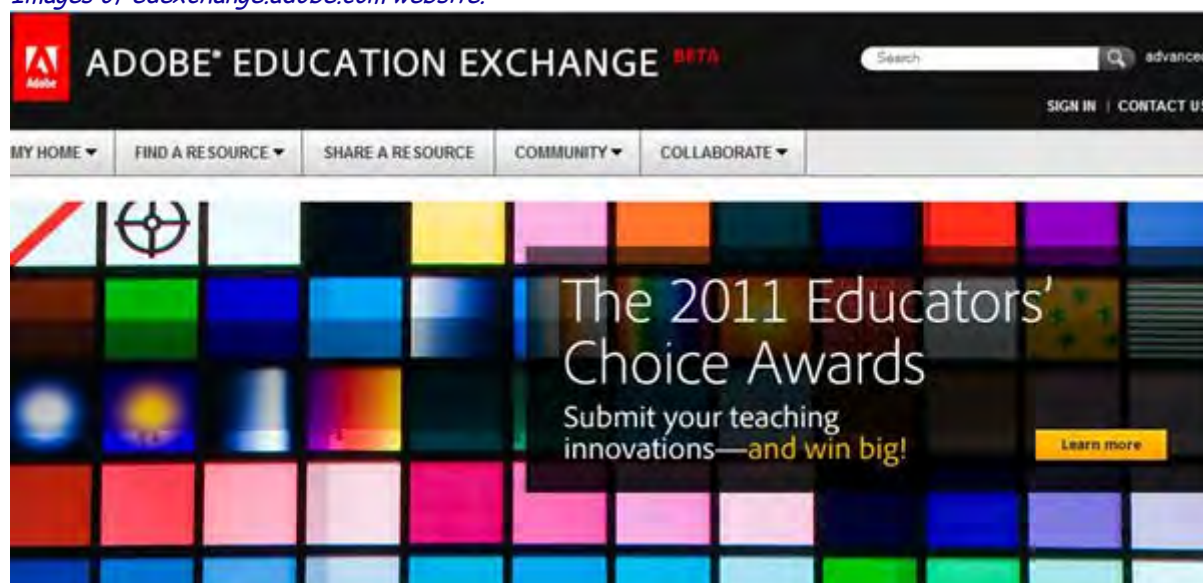 Images of edexchange.adobe.com website.
Adobe
ADOBE® EDUCATION EXCHANGE BETA
Search
advanced
SIGN IN | CONTACT US
MY HOME
FIND A RESOURCE
SHARE A RESOURCE
COMMUNITY
COLLABORATE
The 2011 Educators'
Choice Awards
Submit your teaching
innovations—and win big!
Learn more